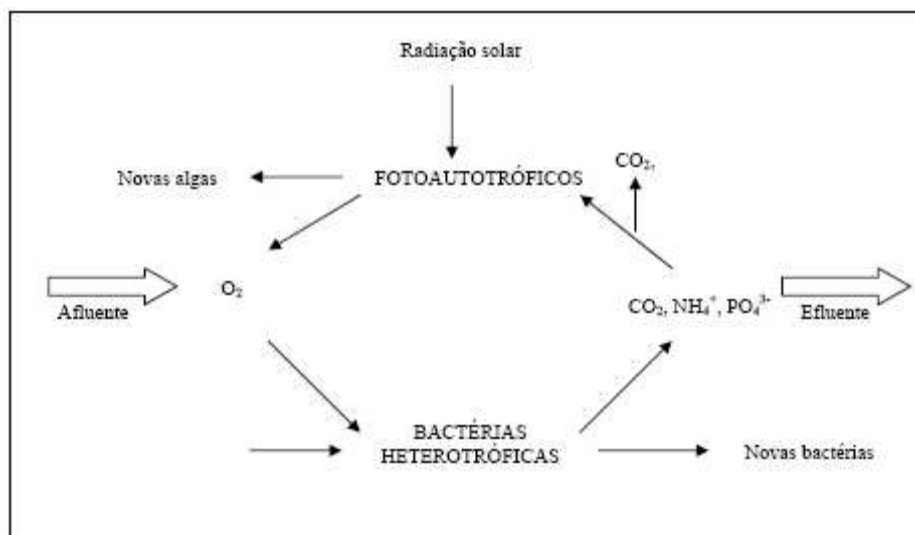 Radiação solar
CO₂,
Novas algas
FOTOAUTOTRÓFICOS
O₂
Afluente
CO₂, NH₄⁺, PO₄³⁻
Efluente
BACTÉRIAS
HETEROTRÓFICAS
Novas bactérias